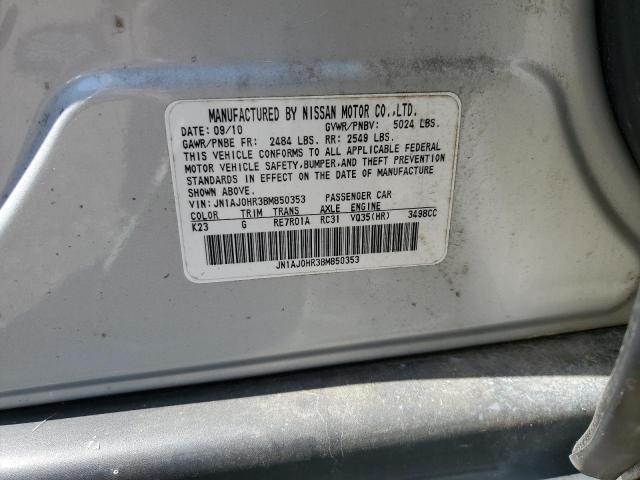 MANUFACTURED BY NISSAN MOTOR CO.,LTD.
DATE: 09/10 GVWR/PNBV: 5024 LBS.
GAWR/PNBE FR: 2484 LBS. RR: 2549 LBS.
THIS VEHICLE CONFORMS TO ALL APPLICABLE FEDERAL
MOTOR VEHICLE SAFETY, BUMPER, AND THEFT PREVENTION
STANDARDS IN EFFECT ON THE DATE OF MANUFACTURE
SHOWN ABOVE.
VIN: JN1AJ0HR3BM850353 PASSENGER CAR
COLOR TRIM TRANS AXLE ENGINE
K23 G RE7R01A RC31 VQ35(HR) 3498CC
JN1AJ0HR3BM850353